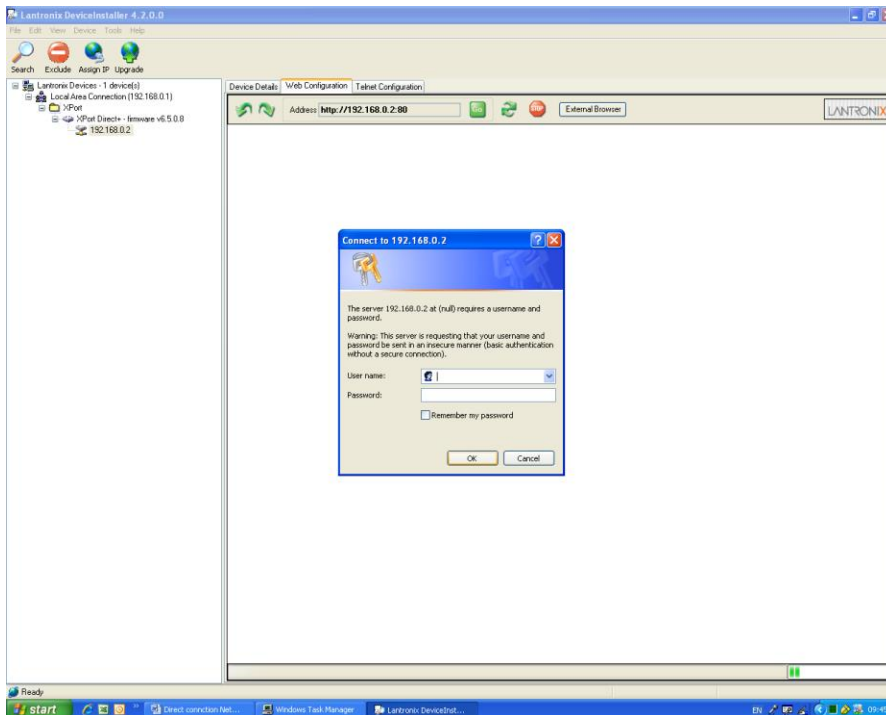 Lantronix DeviceInstaller 4.2.0.0
File Edit View Device Tools Help
Search Exclude Assign IP Upgrade
Lantronix Devices - 1 device(s)
Local Area Connection (192.168.0.1)
XPort
XPort Direct+ - firmware v6.5.0.8
192.168.0.2
Device Details Web Configuration Telnet Configuration
Address http://192.168.0.2:80 Go STOP External Browser LANTRONIX
Connect to 192.168.0.2
The server 192.168.0.2 at (null) requires a username and
password.
Warning: This server is requesting that your username and
password be sent in an insecure manner (basic authentication
without a secure connection).
User name:
Password:
Remember my password
OK Cancel
Ready
start Direct connction Net... Windows Task Manager Lantronix DeviceInst... EN